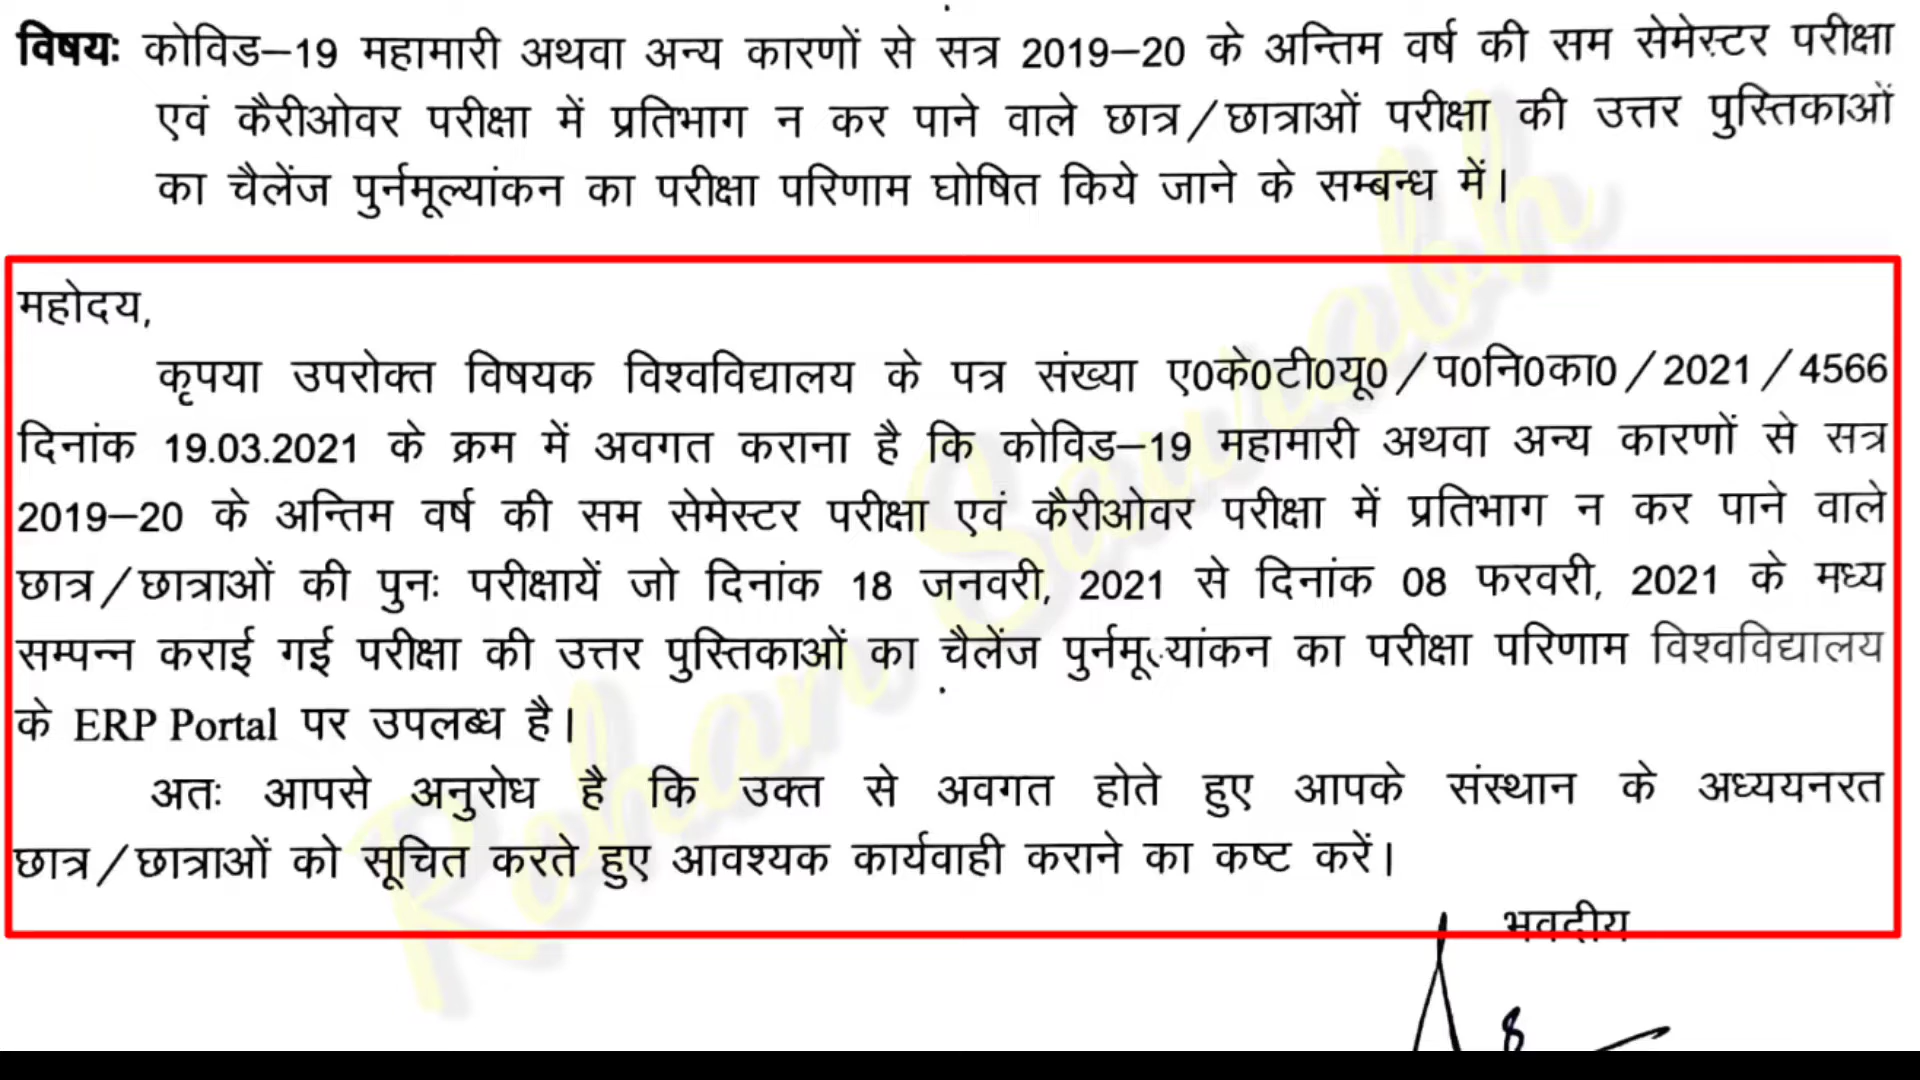 विषयः कोविड–19 महामारी अथवा अन्य कारणों से सत्र 2019–20 के अन्तिम वर्ष की सम सेमेस्टर परीक्षा
एवं कैरीओवर परीक्षा में प्रतिभाग न कर पाने वाले छात्र/छात्राओं परीक्षा की उत्तर पुस्तिकाओं
का चैलेंज पुर्नमूल्यांकन का परीक्षा परिणाम घोषित किये जाने के सम्बन्ध में।
महोदय,
कृपया उपरोक्त विषयक विश्वविद्यालय के पत्र संख्या ए0के0टी0यू0/प0नि0का0/2021/4566
दिनांक 19.03.2021 के क्रम में अवगत कराना है कि कोविड–19 महामारी अथवा अन्य कारणों से सत्र
2019–20 के अन्तिम वर्ष की सम सेमेस्टर परीक्षा एवं कैरीओवर परीक्षा में प्रतिभाग न कर पाने वाले
छात्र/छात्राओं की पुनः परीक्षायें जो दिनांक 18 जनवरी, 2021 से दिनांक 08 फरवरी, 2021 के मध्य
सम्पन्न कराई गई परीक्षा की उत्तर पुस्तिकाओं का चैलेंज पुर्नमूल्यांकन का परीक्षा परिणाम विश्वविद्यालय
के ERP Portal पर उपलब्ध है।
अतः आपसे अनुरोध है कि उक्त से अवगत होते हुए आपके संस्थान के अध्ययनरत
छात्र/छात्राओं को सूचित करते हुए आवश्यक कार्यवाही कराने का कष्ट करें।
भवदीय
Rohan Sourabh